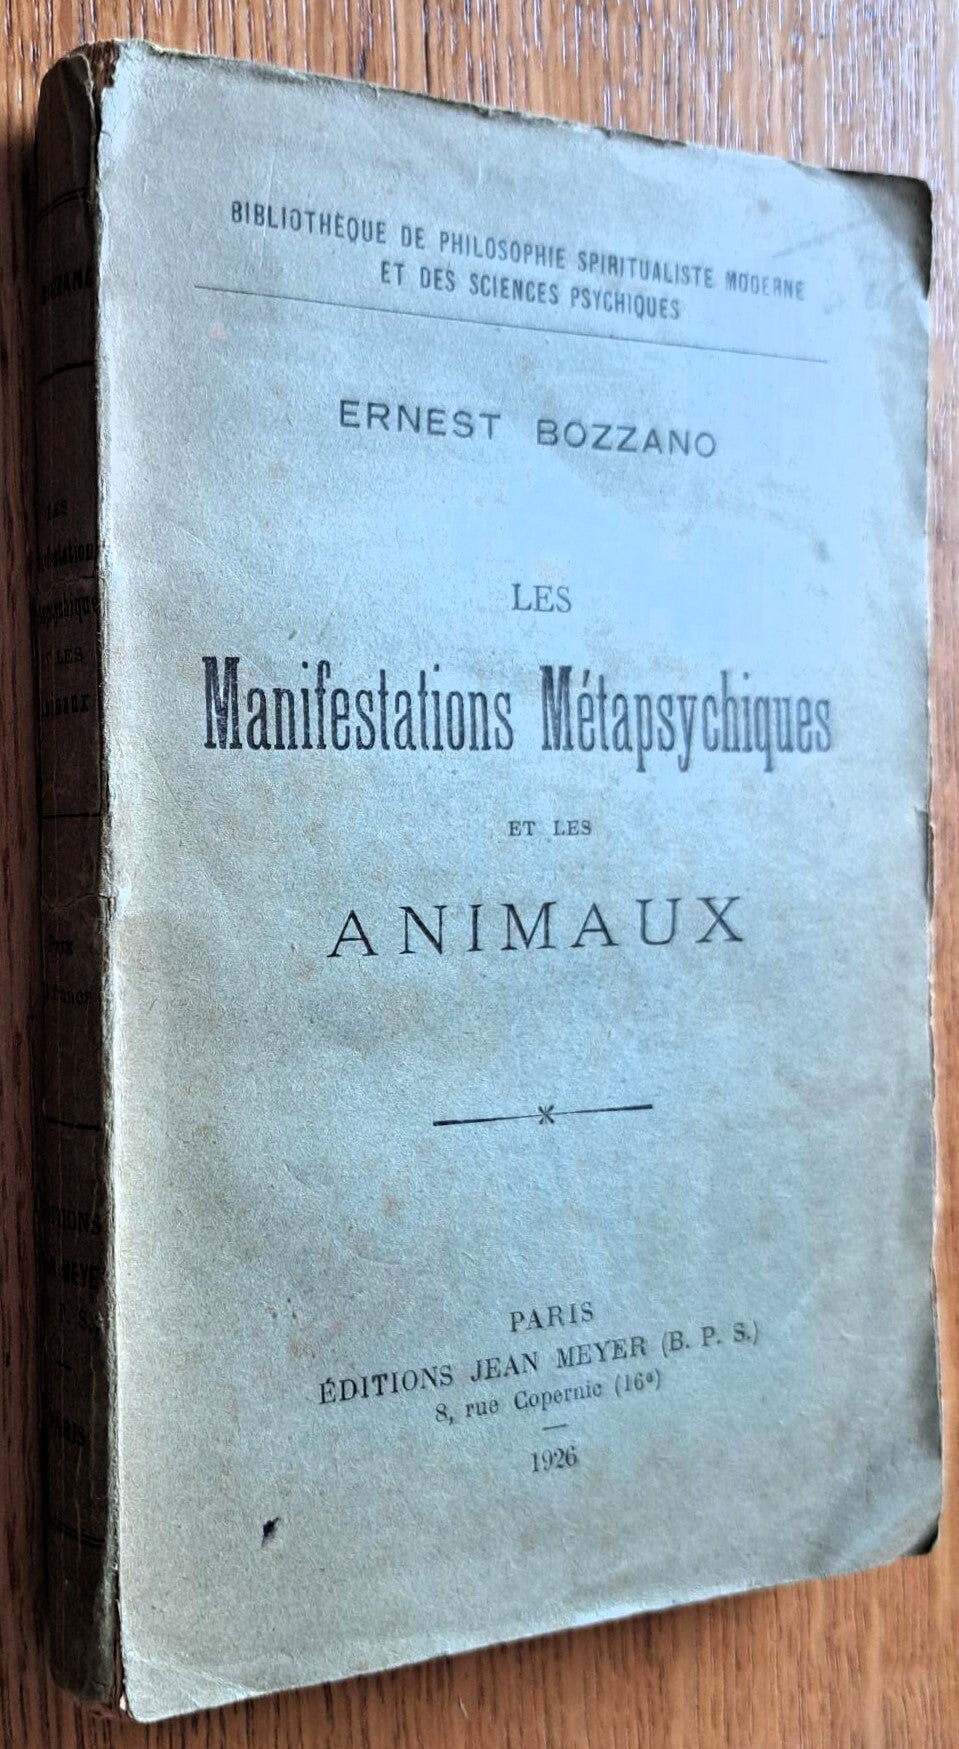 BIBLIOTHÈQUE DE PHILOSOPHIE SPIRITUALISTE MODERNE
ET DES SCIENCES PSYCHIQUES
ERNEST BOZZANO
LES
Manifestations Métapsychiques
ET LES
ANIMAUX
PARIS
ÉDITIONS JEAN MEYER (B. P. S.)
8, rue Copernic (16e)
1926